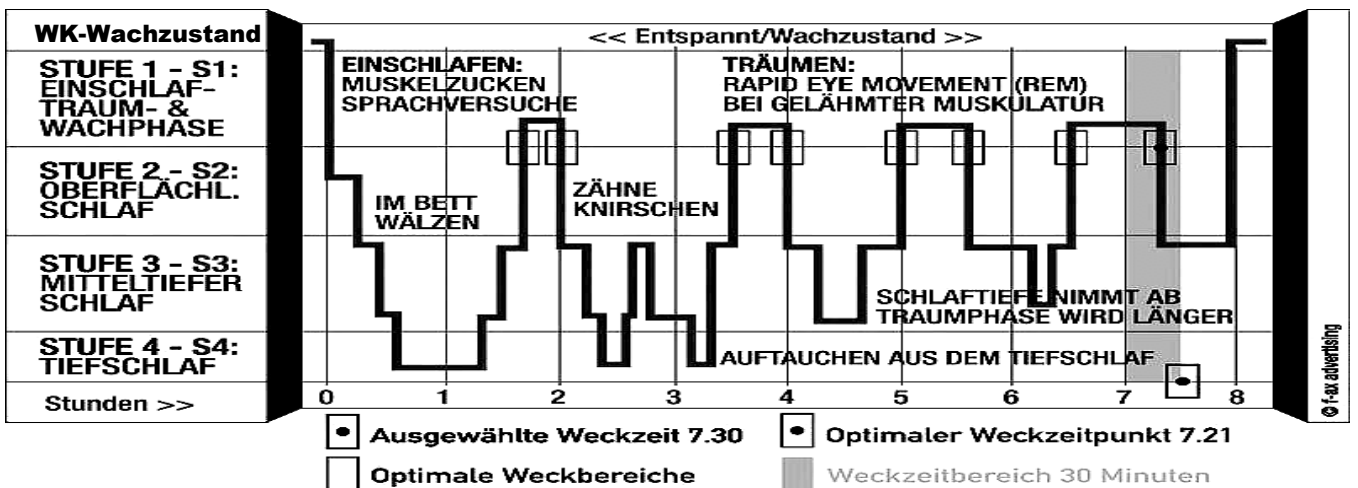 WK-Wachzustand
STUFE 1 - S1:
EINSCHLAF-
TRAUM- &
WACHPHASE
STUFE 2 - S2:
OBERFLÄCHL.
SCHLAF
STUFE 3 - S3:
MITTELTIEFER
SCHLAF
STUFE 4 - S4:
TIEFSCHLAF
Stunden >>
<< Entspannt/Wachzustand >>
EINSCHLAFEN:
MUSKELZUCKEN
SPRACHVERSUCHE
TRÄUMEN:
RAPID EYE MOVEMENT (REM)
BEI GELÄHMTER MUSKULATUR
IM BETT
WÄLZEN
ZÄHNE
KNIRSCHEN
SCHLAFTIEFE NIMMT AB
TRAUMPHASE WIRD LÄNGER
AUFTAUCHEN AUS DEM TIEFSCHLAF
0 1 2 3 4 5 6 7 8
© f-ax advertising
Ausgewählte Weckzeit 7.30
Optimaler Weckzeitpunkt 7.21
Optimale Weckbereiche
Weckzeitbereich 30 Minuten